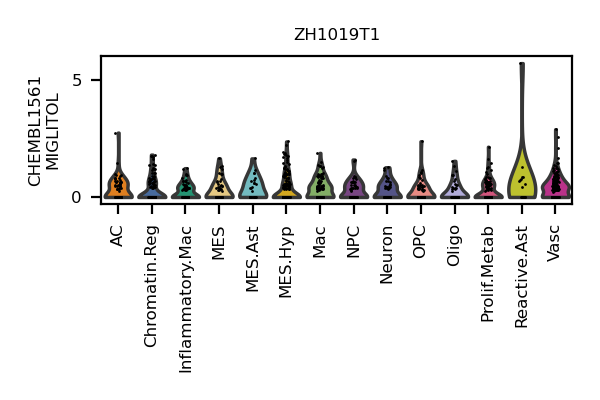 ZH1019T1
CHEMBL1561
MIGLITOL
5
0
AC
Chromatin.Reg
Inflammatory.Mac
MES
MES.Ast
MES.Hyp
Mac
NPC
Neuron
OPC
Oligo
Prolif.Metab
Reactive.Ast
Vasc